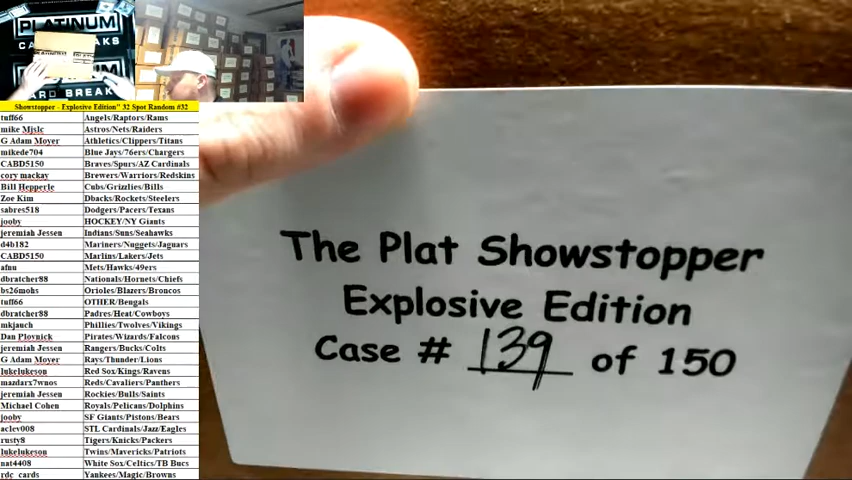 PLATINUM
ARD BREAKS
Showstopper - Explosive Edition" 32 Spot Random #32
tuff66 Angels/Raptors/Rams
mike Mjslc Astros/Nets/Raiders
G Adam Moyer Athletics/Clippers/Titans
mikede704 Blue Jays/76ers/Chargers
CABD5150 Braves/Spurs/AZ Cardinals
cory mackay Brewers/Warriors/Redskins
Bill Hepperle Cubs/Grizzlies/Bills
Zoe Kim Dbacks/Rockets/Steelers
sabres518 Dodgers/Pacers/Texans
jooby HOCKEY/NY Giants
jeremiah Jessen Indians/Suns/Seahawks
d4b182 Mariners/Nuggets/Jaguars
CABD5150 Marlins/Lakers/Jets
afnu Mets/Hawks/49ers
dbratcher88 Nationals/Hornets/Chiefs
bs26mohs Orioles/Blazers/Broncos
tuff66 OTHER/Bengals
dbratcher88 Padres/Heat/Cowboys
mkjauch Phillies/Twolves/Vikings
Dan Plovnick Pirates/Wizards/Falcons
jeremiah Jessen Rangers/Bucks/Colts
G Adam Moyer Rays/Thunder/Lions
lukelukeson Red Sox/Kings/Ravens
mazdarx7wnos Reds/Cavaliers/Panthers
jeremiah Jessen Rockies/Bulls/Saints
Michael Cohen Royals/Pelicans/Dolphins
jooby SF Giants/Pistons/Bears
aclev008 STL Cardinals/Jazz/Eagles
rusty8 Tigers/Knicks/Packers
lukelukeson Twins/Mavericks/Patriots
nat4408 White Sox/Celtics/TB Bucs
rdc_cards Yankees/Magic/Browns
The Plat Showstopper
Explosive Edition
Case # 139 of 150